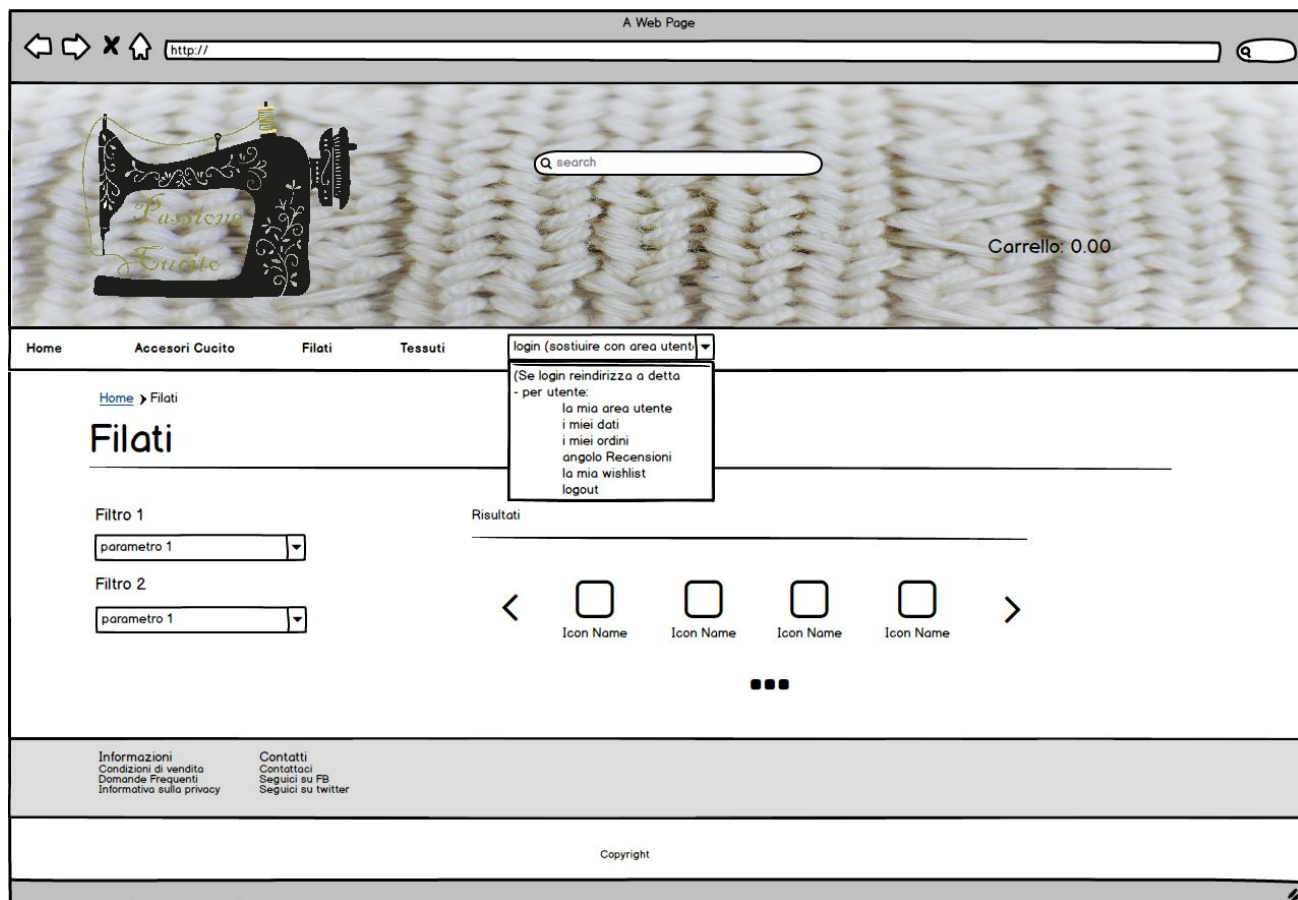 A Web Page
http://
search
Passione
Cucito
Carrello: 0.00
Home Accesori Cucito Filati Tessuti login (sostiuire con area utent
(Se login reindirizza a detta
- per utente:
la mia area utente
i miei dati
i miei ordini
angolo Recensioni
la mia wishlist
logout
Home > Filati
Filati
Filtro 1
parametro 1
Filtro 2
parametro 1
Risultati
Icon Name Icon Name Icon Name Icon Name
Informazioni
Condizioni di vendita
Domande Frequenti
Informativa sulla privacy
Contatti
Contattaci
Seguici su FB
Seguici su twitter
Copyright